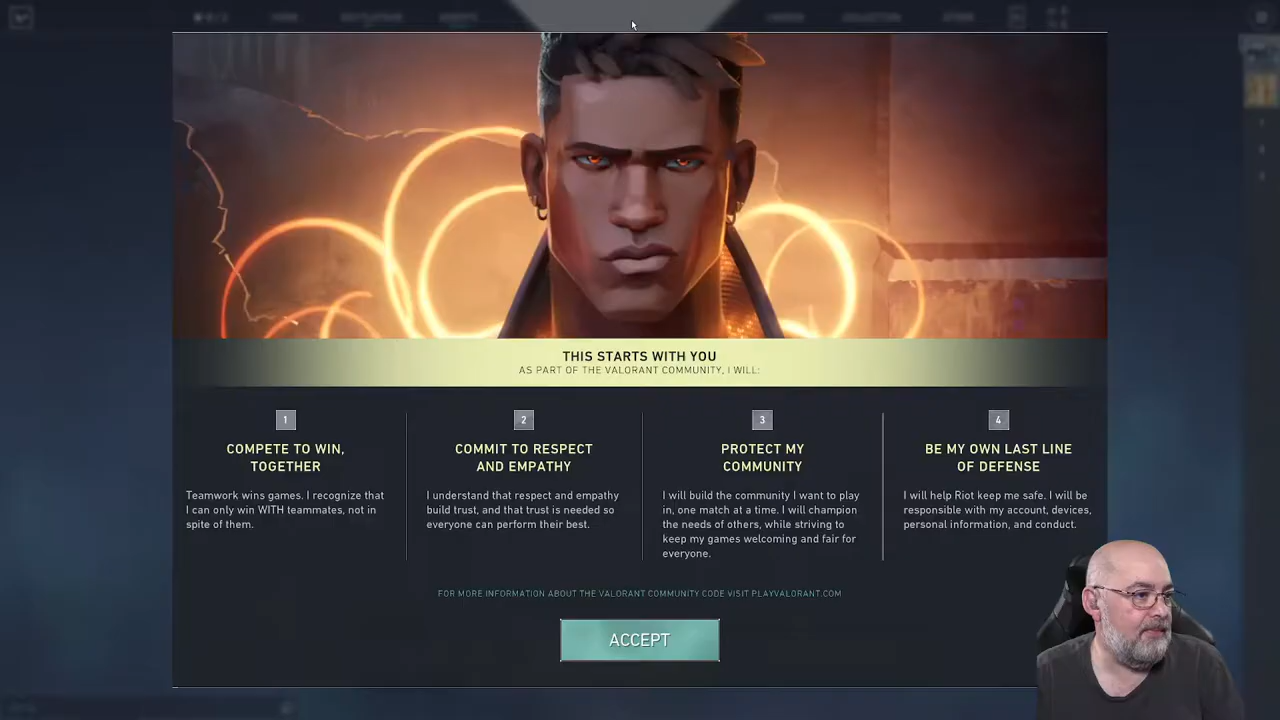 THIS STARTS WITH YOU
AS PART OF THE VALORANT COMMUNITY, I WILL:
1
COMPETE TO WIN,
TOGETHER
Teamwork wins games. I recognize that
I can only win WITH teammates, not in
spite of them.
2
COMMIT TO RESPECT
AND EMPATHY
I understand that respect and empathy
build trust, and that trust is needed so
everyone can perform their best.
3
PROTECT MY
COMMUNITY
I will build the community I want to play
in, one match at a time. I will champion
the needs of others, while striving to
keep my games welcoming and fair for
everyone.
4
BE MY OWN LAST LINE
OF DEFENSE
I will help Riot keep me safe. I will be
responsible with my account, devices,
personal information, and conduct.
FOR MORE INFORMATION ABOUT THE VALORANT COMMUNITY CODE VISIT PLAYVALORANT.COM
ACCEPT